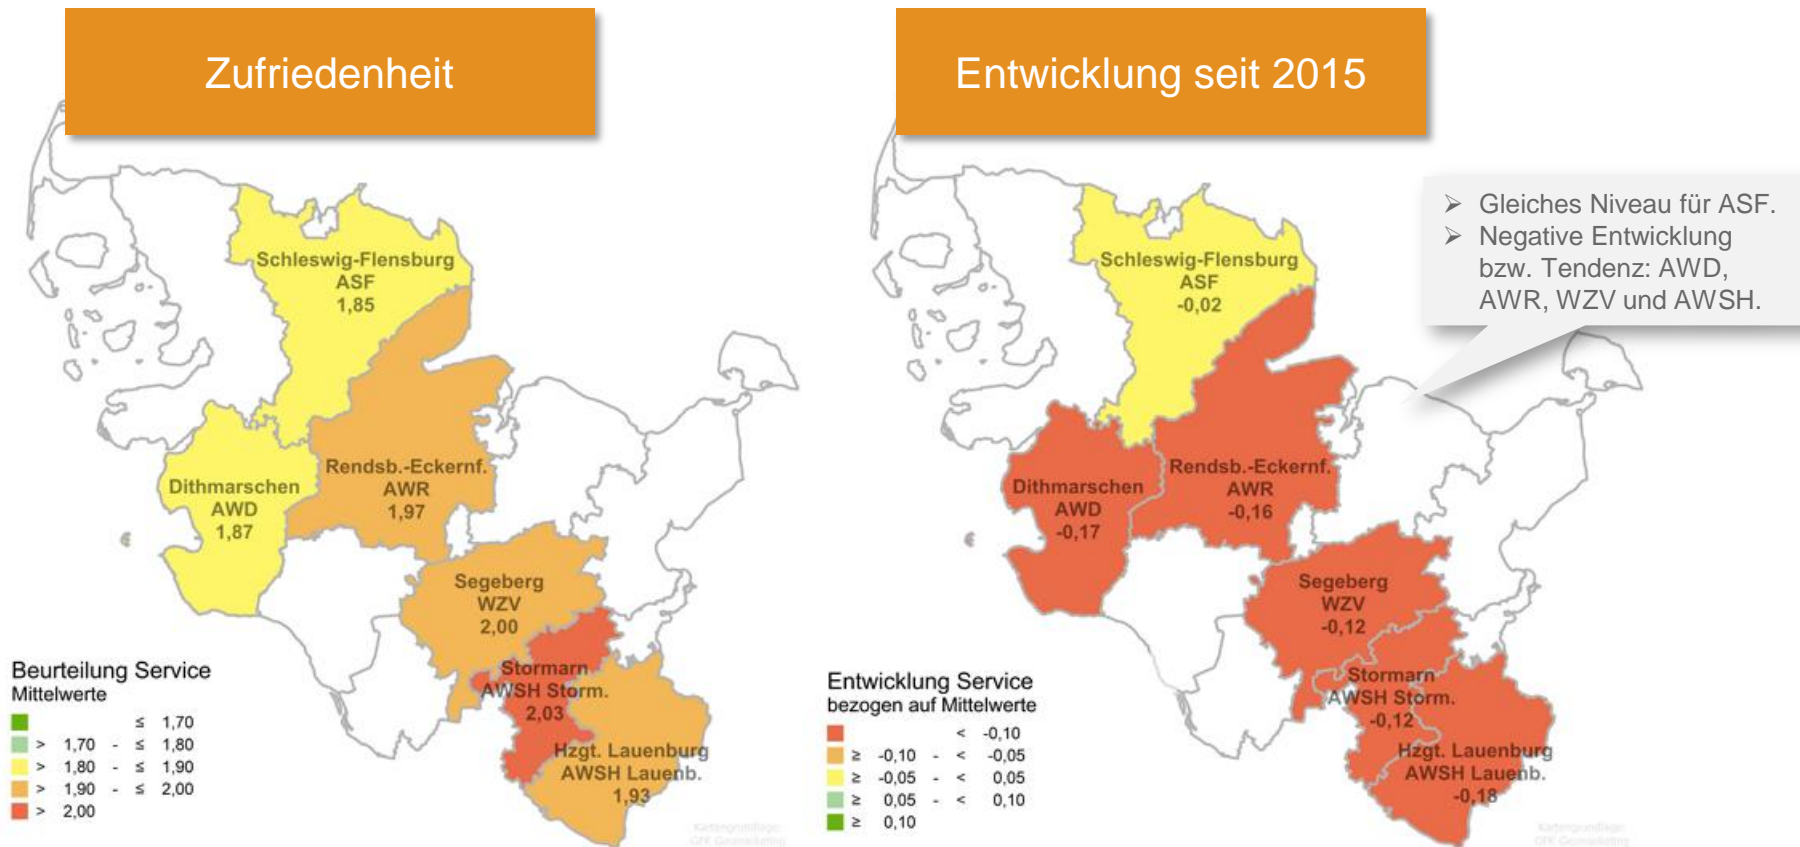 Zufriedenheit
Schleswig-Flensburg
ASF
1,85
Rendsb.-Eckernf.
AWR
1,97
Dithmarschen
AWD
1,87
Segeberg
WZV
2,00
Stormarn
AWSH Storm.
2,03
Hzgt. Lauenburg
AWSH Lauenb.
1,93
Beurteilung Service
Mittelwerte
≤ 1,70
> 1,70 - ≤ 1,80
> 1,80 - ≤ 1,90
> 1,90 - ≤ 2,00
> 2,00
Kartengrundlage:
GfK Geomarketing
Entwicklung seit 2015
➢ Gleiches Niveau für ASF.
➢ Negative Entwicklung
bzw. Tendenz: AWD,
AWR, WZV und AWSH.
Schleswig-Flensburg
ASF
-0,02
Rendsb.-Eckernf.
AWR
-0,16
Dithmarschen
AWD
-0,17
Segeberg
WZV
-0,12
Stormarn
AWSH Storm.
-0,12
Hzgt. Lauenburg
AWSH Lauenb.
-0,18
Entwicklung Service
bezogen auf Mittelwerte
< -0,10
≥ -0,10 - < -0,05
≥ -0,05 - < 0,05
≥ 0,05 - < 0,10
≥ 0,10
Kartengrundlage:
GfK Geomarketing